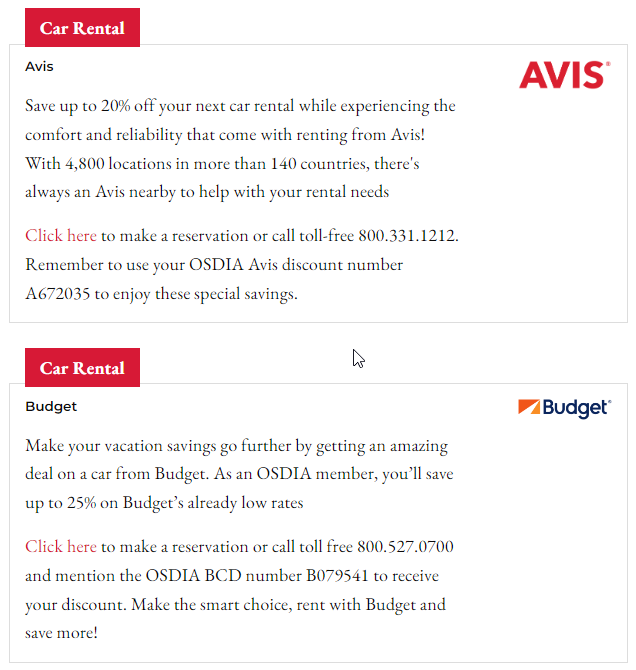 Car Rental
Avis
AVIS®
Save up to 20% off your next car rental while experiencing the
comfort and reliability that come with renting from Avis!
With 4,800 locations in more than 140 countries, there's
always an Avis nearby to help with your rental needs
Click here to make a reservation or call toll-free 800.331.1212.
Remember to use your OSDIA Avis discount number
A672035 to enjoy these special savings.
Car Rental
Budget
Budget®
Make your vacation savings go further by getting an amazing
deal on a car from Budget. As an OSDIA member, you’ll save
up to 25% on Budget’s already low rates
Click here to make a reservation or call toll free 800.527.0700
and mention the OSDIA BCD number B079541 to receive
your discount. Make the smart choice, rent with Budget and
save more!